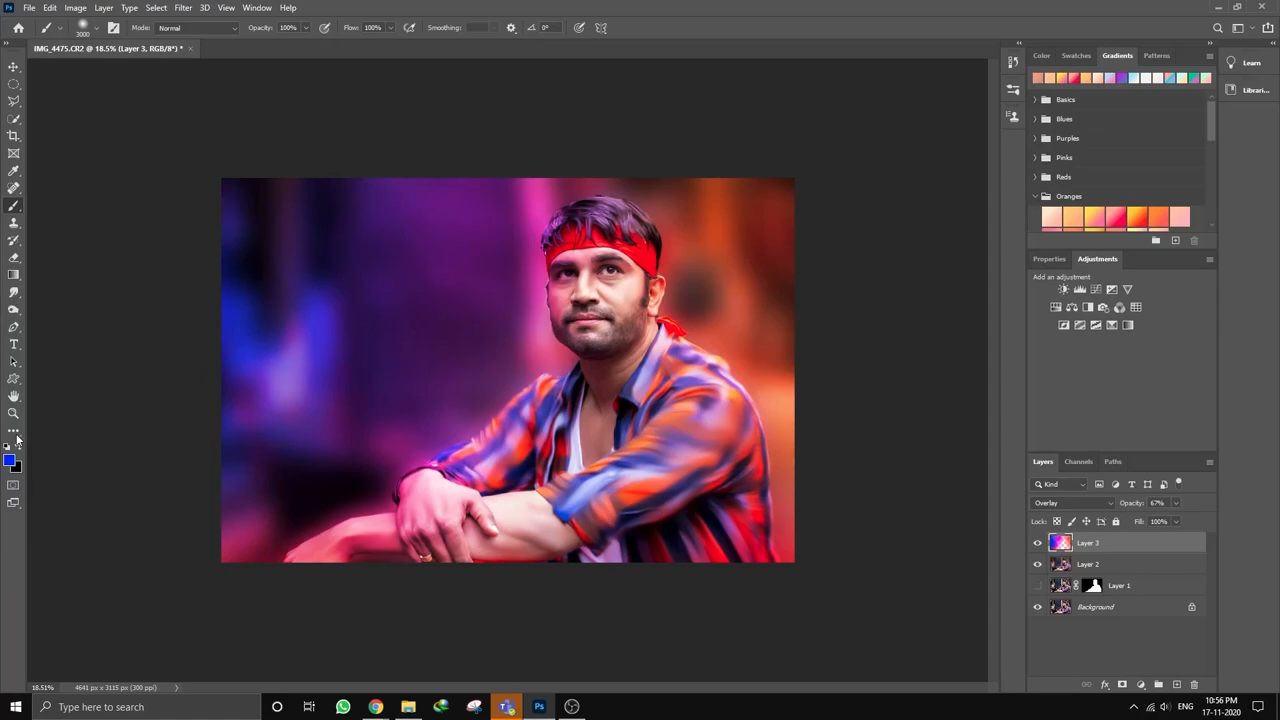 Ps File Edit Image Layer Type Select Filter 3D View Window Help
3000 Mode: Normal Opacity: 100% Flow: 100% Smoothing: 0°
IMG_4475.CR2 @ 18.5% (Layer 3, RGB/8*) * ×
Color Swatches Gradients Patterns
Learn
Librari...
Basics
Blues
Purples
Pinks
Reds
Oranges
Properties Adjustments
Add an adjustment
Layers Channels Paths
Kind
Overlay Opacity: 67%
Lock: Fill: 100%
Layer 3
Layer 2
Layer 1
Background
18.51% 4641 px x 3115 px (300 ppi)
Type here to search
Ps
ENG
10:56 PM
17-11-2020